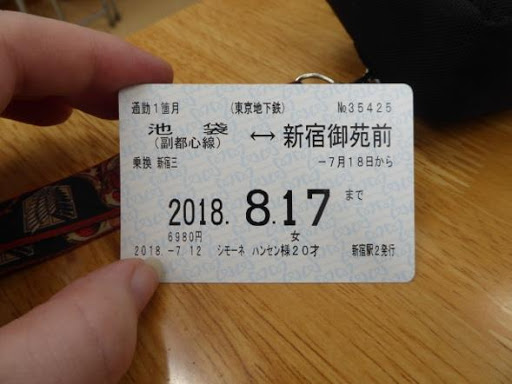 通勤1箇月 (東京地下鉄) №35425
池袋 ↔ 新宿御苑前
(副都心線)
乗換 新宿三 -7月18日から
2018. 8.17 まで
6980円 女
2018.-7.12 シモーネ ハンセン様20才 新宿駅2発行